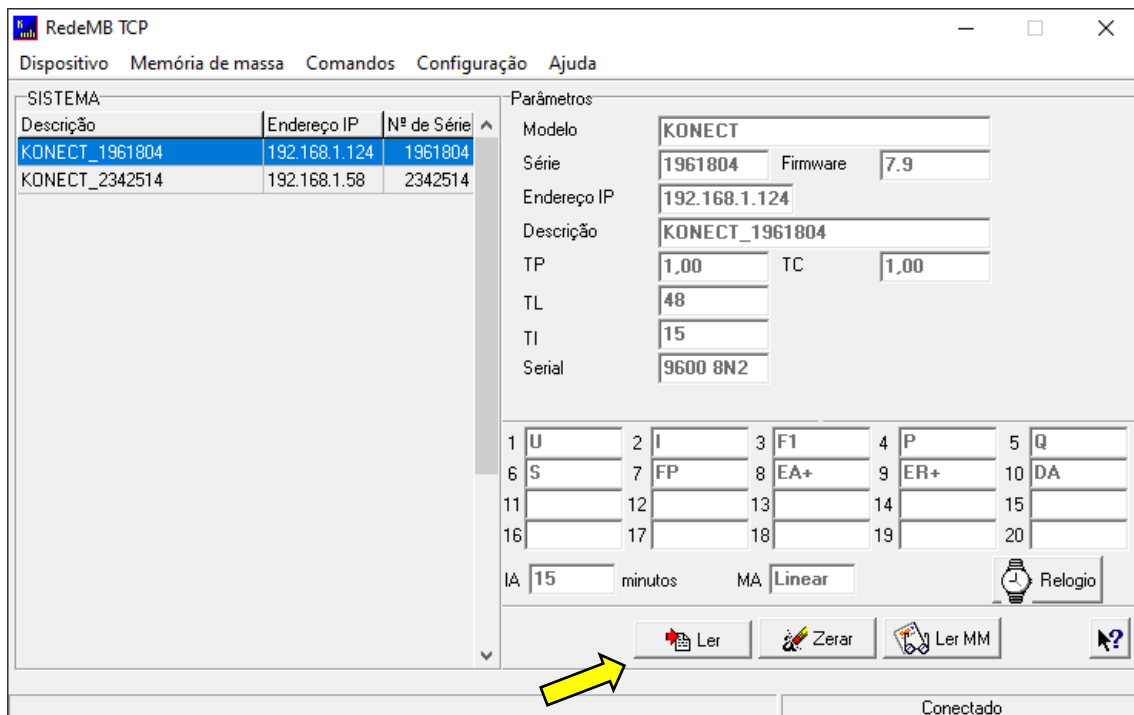 RedeMB TCP
Dispositivo Memória de massa Comandos Configuração Ajuda
SISTEMA
Descrição Endereço IP Nº de Série
KONECT_1961804 192.168.1.124 1961804
KONECT_2342514 192.168.1.58 2342514
Parâmetros
Modelo KONECT
Série 1961804 Firmware 7.9
Endereço IP 192.168.1.124
Descrição KONECT_1961804
TP 1,00 TC 1,00
TL 48
TI 15
Serial 9600 8N2
1 U 2 I 3 F1 4 P 5 Q
6 S 7 FP 8 EA+ 9 ER+ 10 DA
11 12 13 14 15
16 17 18 19 20
IA 15 minutos MA Linear Relogio
Ler Zerar Ler MM
Conectado